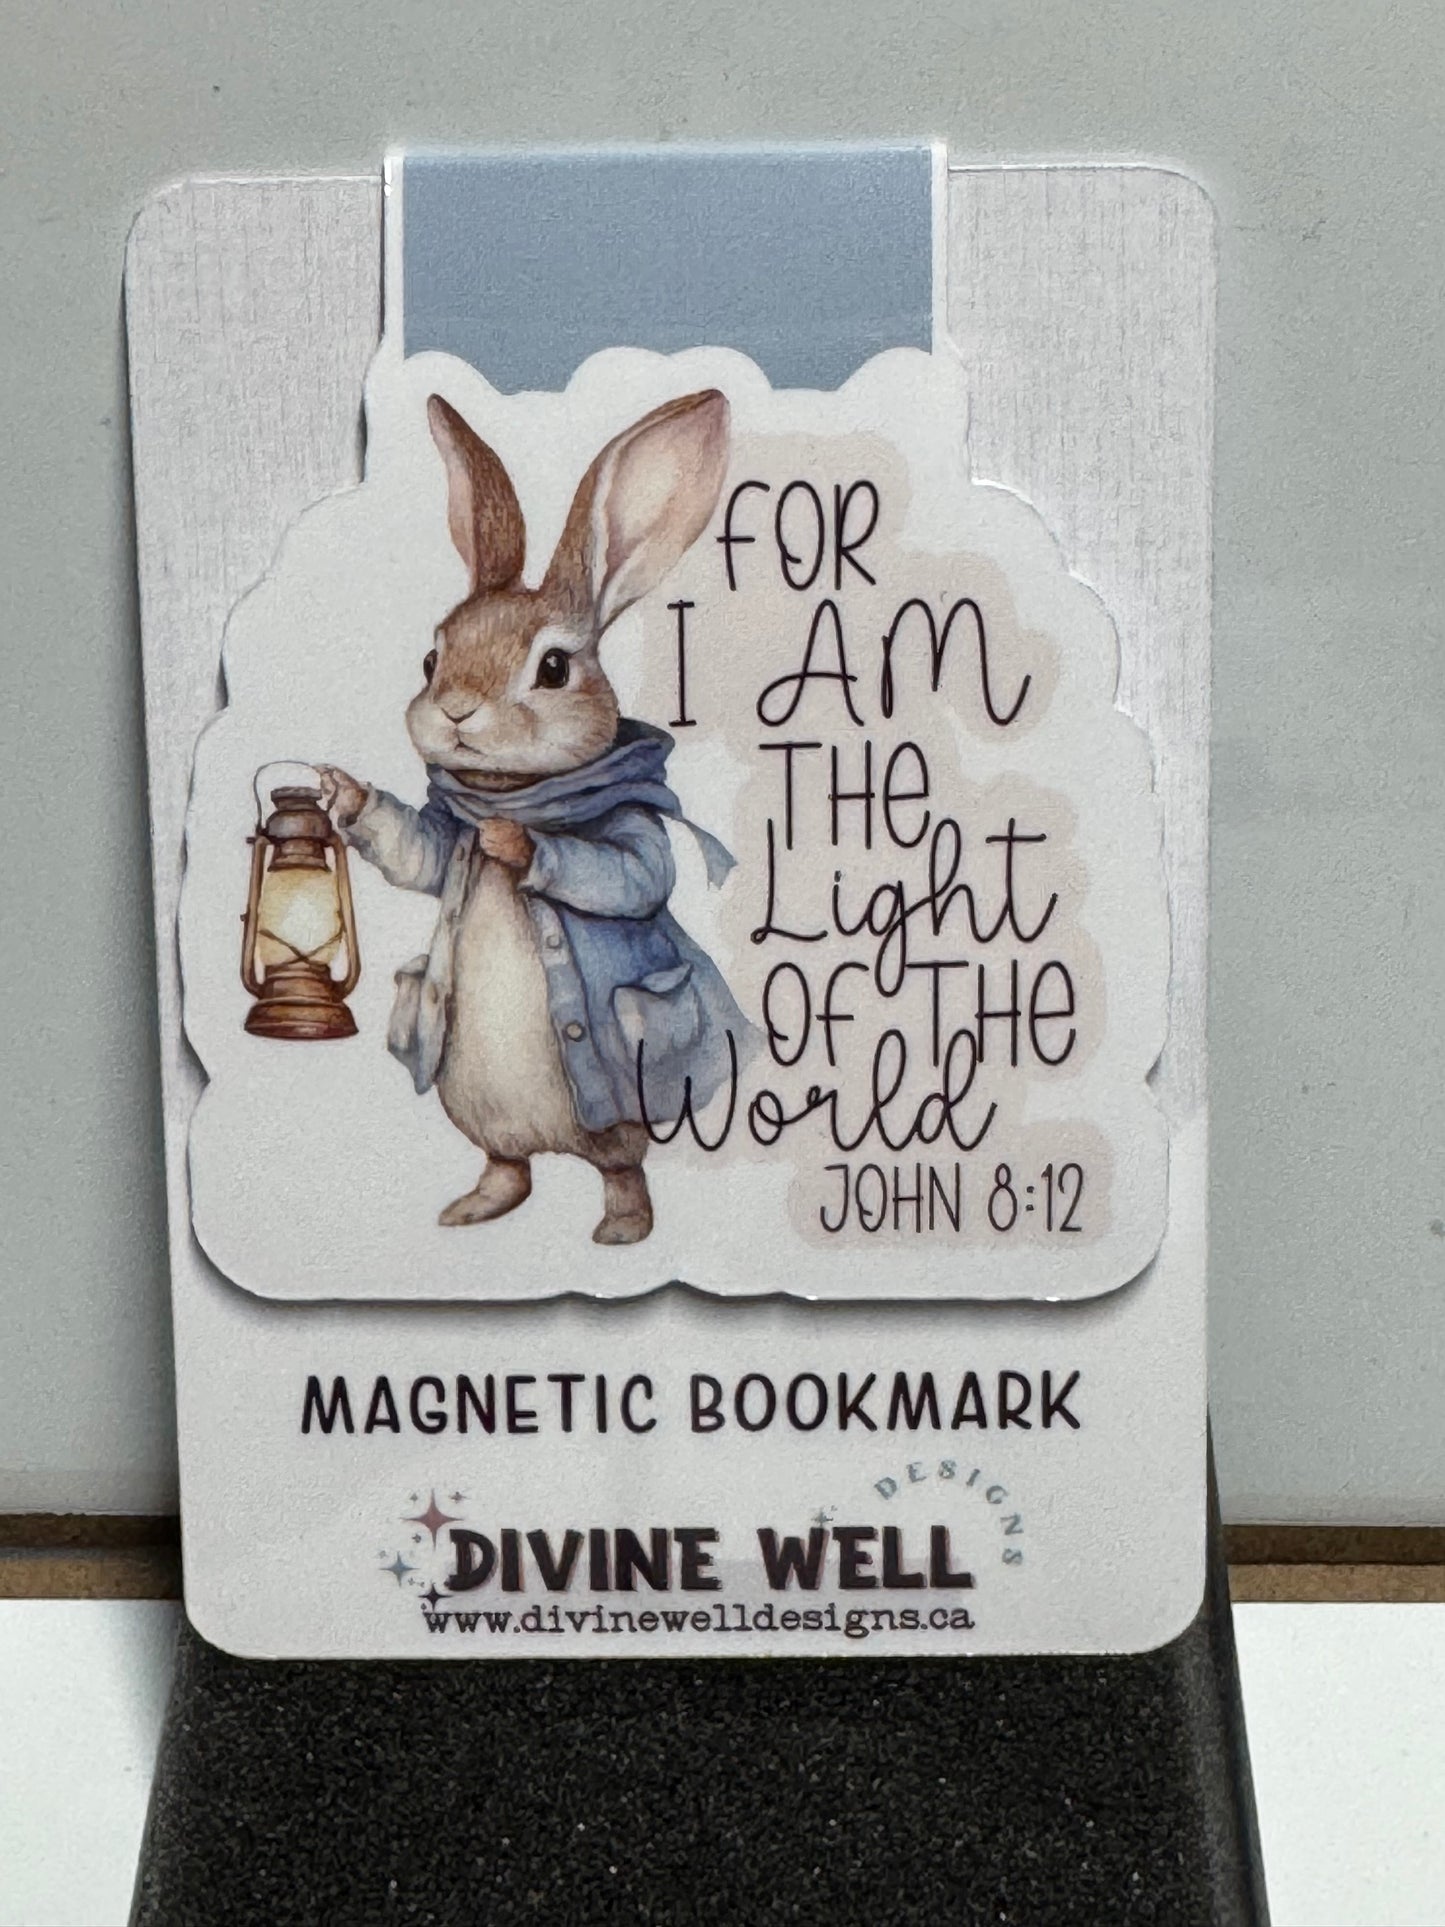 FOR
I AM
THE
Light
OF THE
World
JOHN 8:12
MAGNETIC BOOKMARK
DESIGNS
DIVINE WELL
www.divinewelldesigns.ca